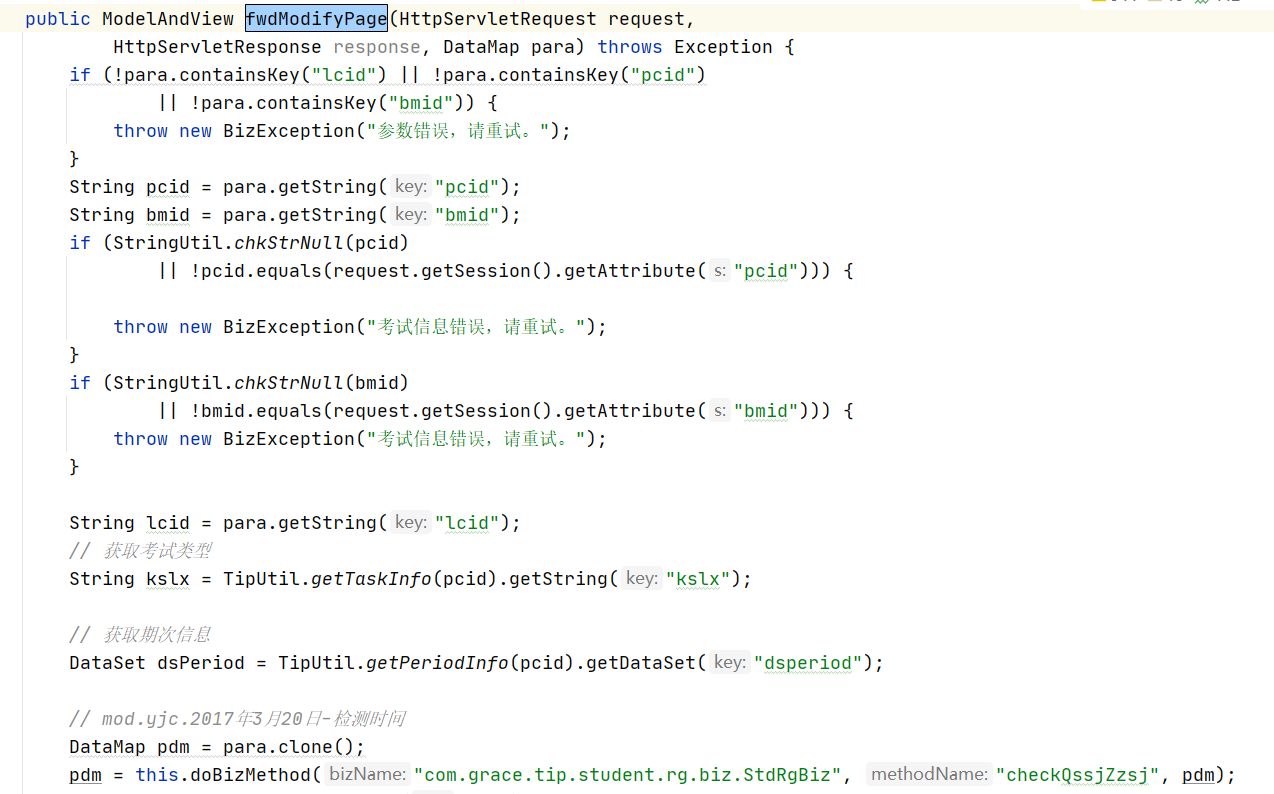 public ModelAndView fwdModifyPage(HttpServletRequest request,
HttpServletResponse response, DataMap para) throws Exception {
if (!para.containsKey("lcid") || !para.containsKey("pcid")
|| !para.containsKey("bmid")) {
throw new BizException("参数错误，请重试。");
}
String pcid = para.getString( key: "pcid");
String bmid = para.getString( key: "bmid");
if (StringUtil.chkStrNull(pcid)
|| !pcid.equals(request.getSession().getAttribute( s: "pcid"))) {
throw new BizException("考试信息错误，请重试。");
}
if (StringUtil.chkStrNull(bmid)
|| !bmid.equals(request.getSession().getAttribute( s: "bmid"))) {
throw new BizException("考试信息错误，请重试。");
}
String lcid = para.getString( key: "lcid");
// 获取考试类型
String kslx = TipUtil.getTaskInfo(pcid).getString( key: "kslx");
// 获取期次信息
DataSet dsPeriod = TipUtil.getPeriodInfo(pcid).getDataSet( key: "dsperiod");
// mod.yjc.2017年3月20日-检测时间
DataMap pdm = para.clone();
pdm = this.doBizMethod( bizName: "com.grace.tip.student.rg.biz.StdRgBiz", methodName: "checkQssjZzsj", pdm);